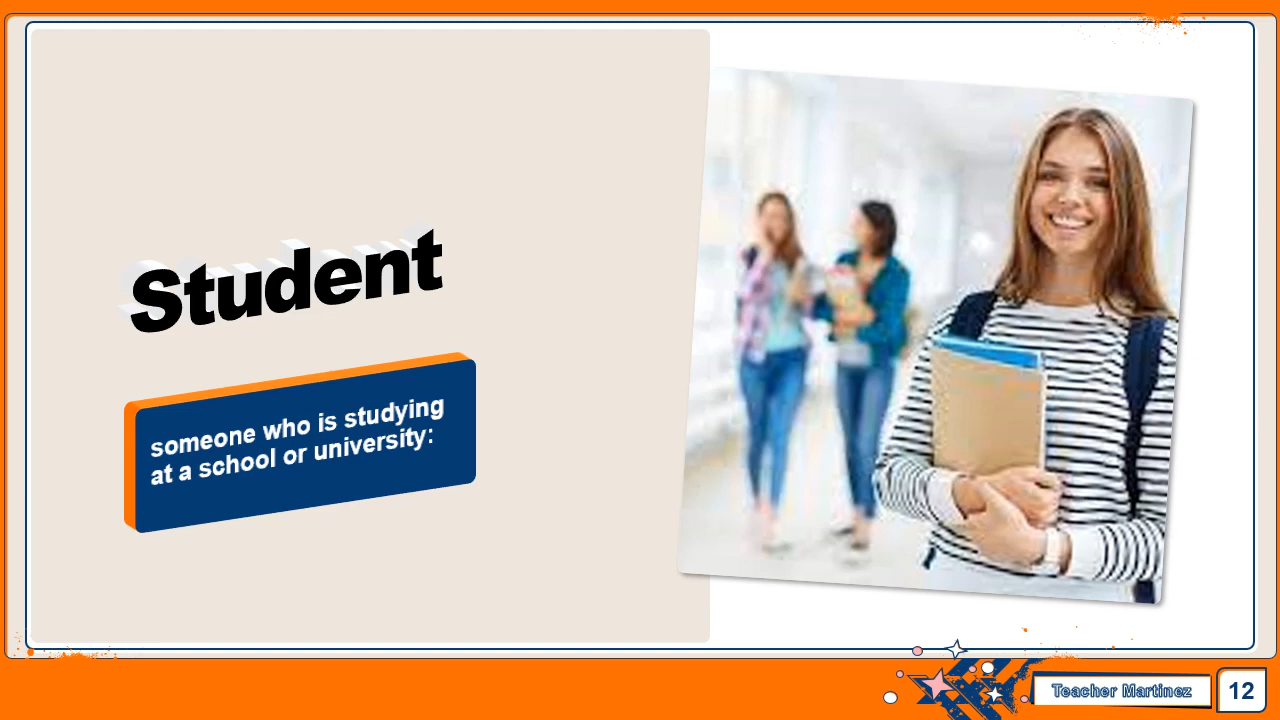 Student
someone who is studying
at a school or university:
Teacher Martinez
12